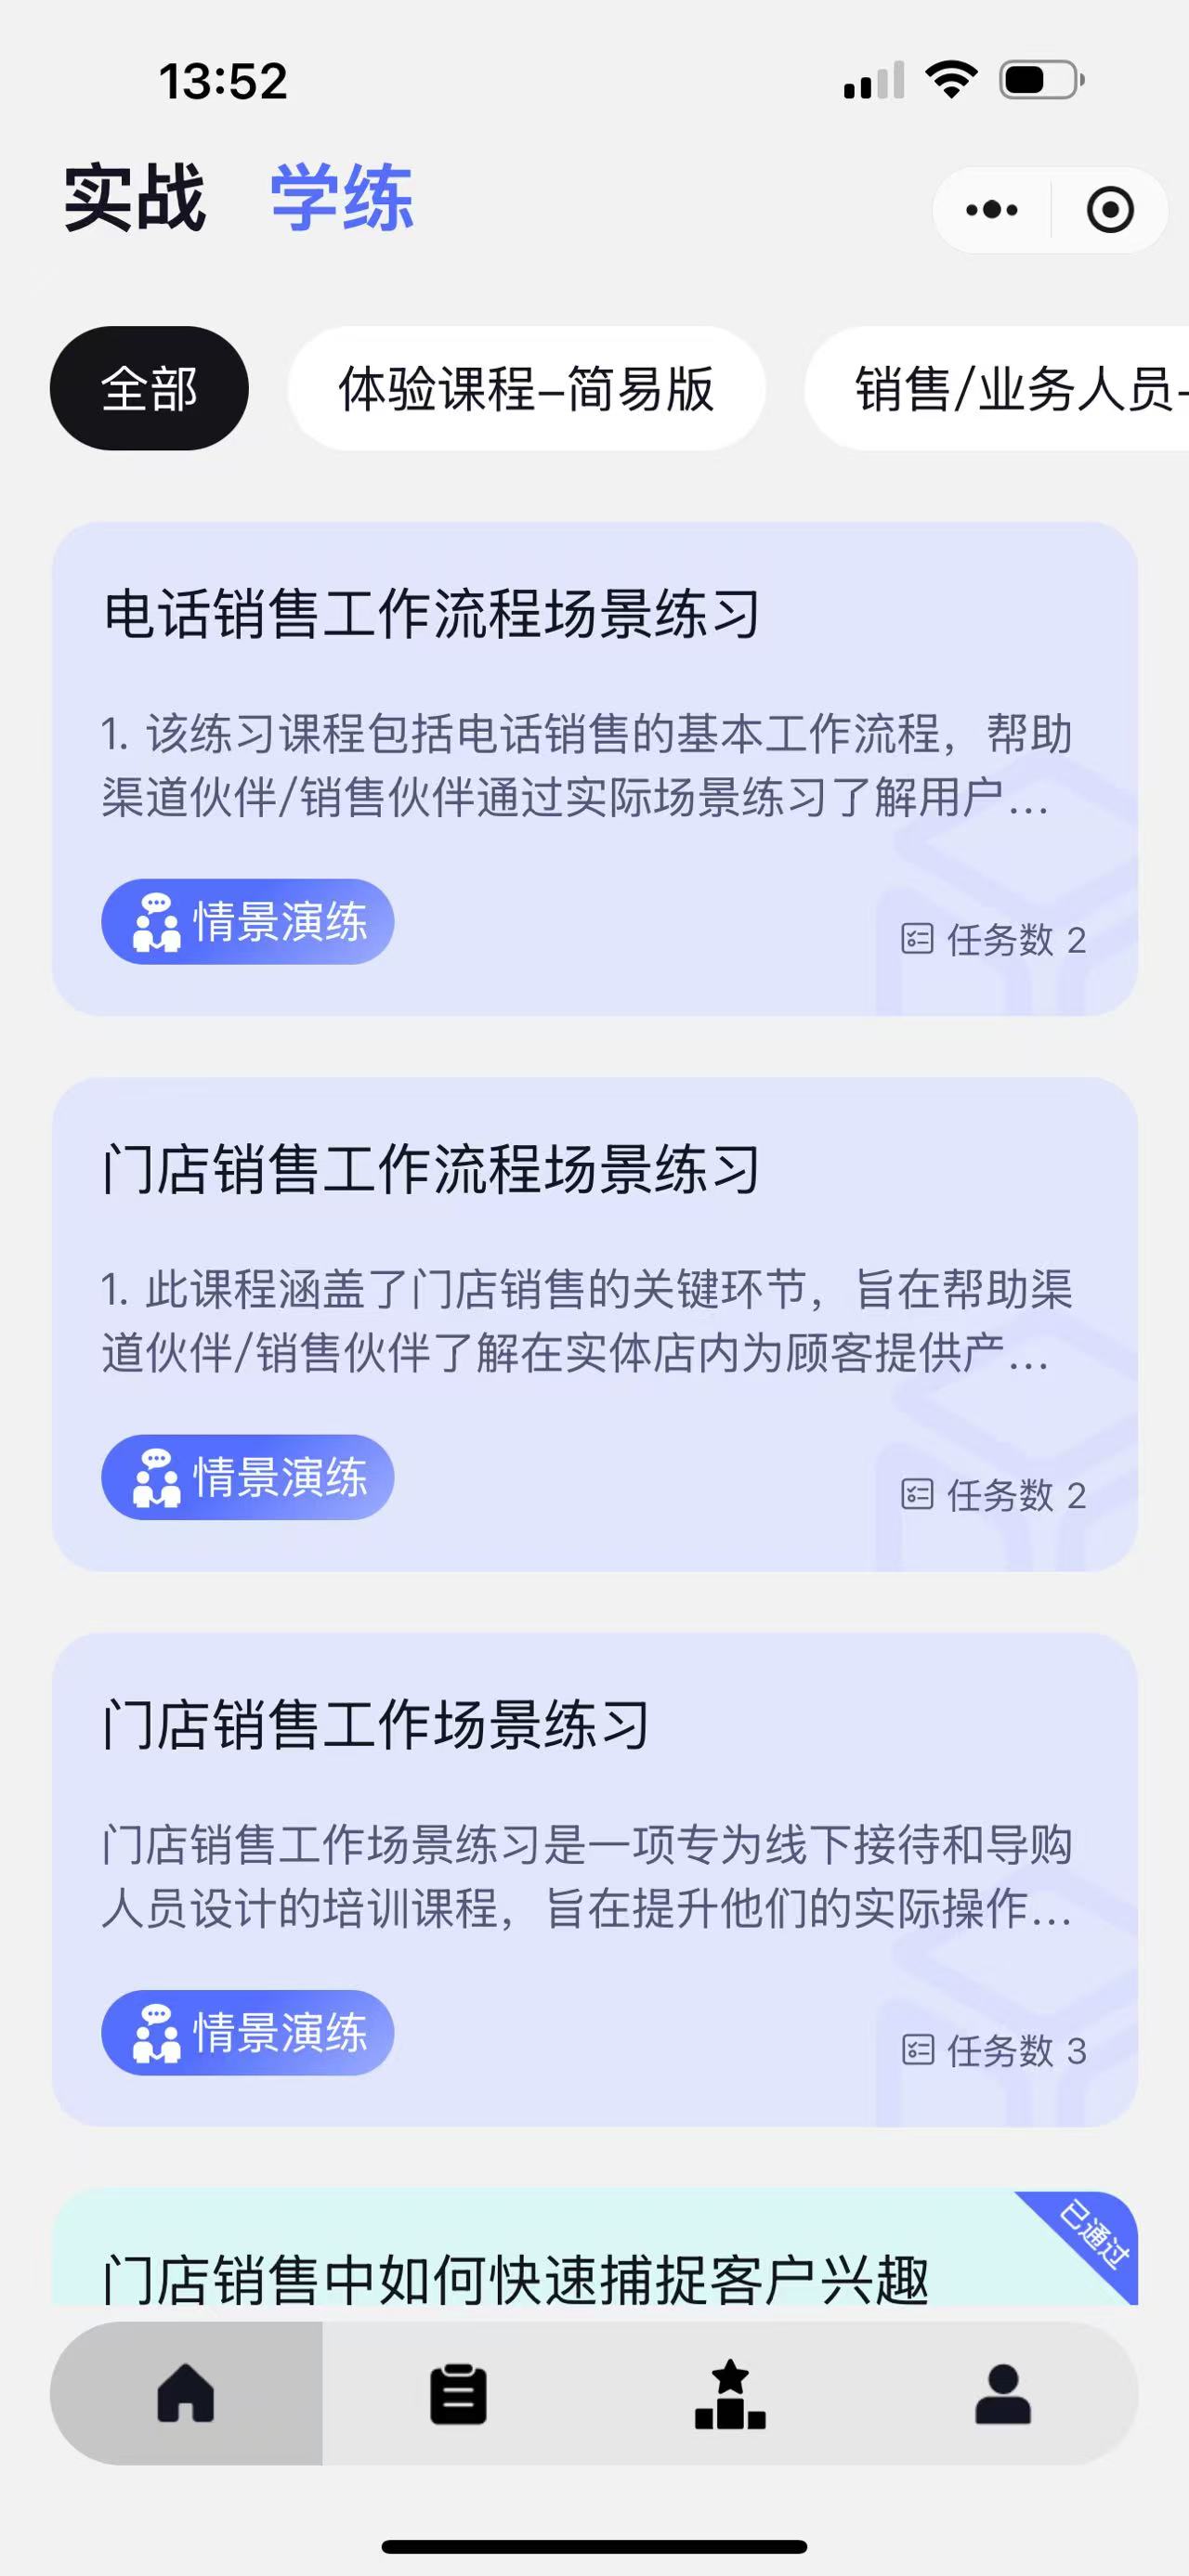 13:52
实战 学练
全部 体验课程-简易版 销售/业务人员-
电话销售工作流程场景练习
1. 该练习课程包括电话销售的基本工作流程，帮助
渠道伙伴/销售伙伴通过实际场景练习了解用户...
情景演练
任务数 2
门店销售工作流程场景练习
1. 此课程涵盖了门店销售的关键环节，旨在帮助渠
道伙伴/销售伙伴了解在实体店内为顾客提供产...
情景演练
任务数 2
门店销售工作场景练习
门店销售工作场景练习是一项专为线下接待和导购
人员设计的培训课程，旨在提升他们的实际操作...
情景演练
任务数 3
已通过
门店销售中如何快速捕捉客户兴趣